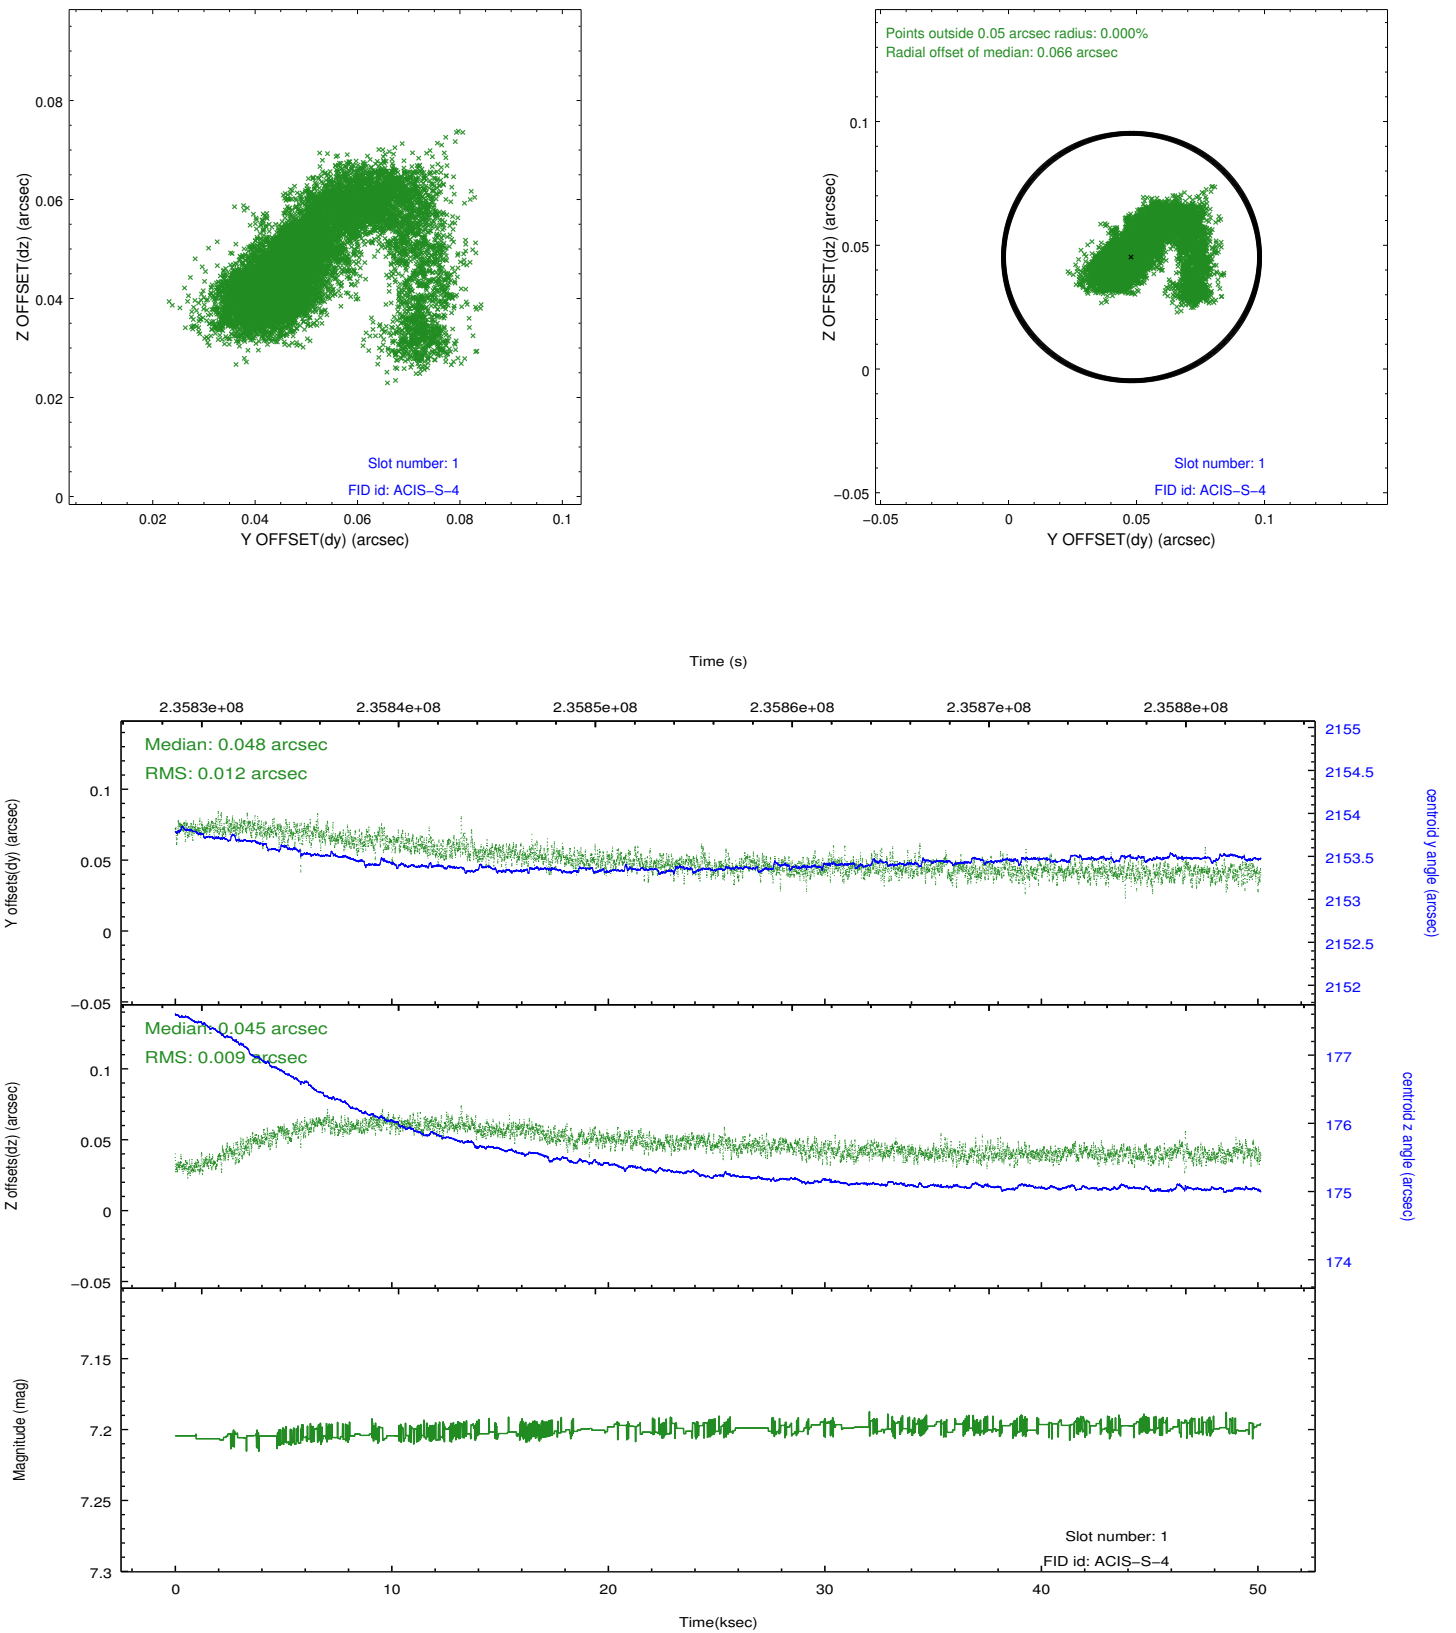 0.08
0.06
0.04
0.02
0
Z OFFSET(dz) (arcsec)
Slot number: 1
FID id: ACIS−S−4
0.02 0.04 0.06 0.08 0.1
Y OFFSET(dy) (arcsec)
Points outside 0.05 arcsec radius: 0.000%
Radial offset of median: 0.066 arcsec
0.1
0.05
0
−0.05
Z OFFSET(dz) (arcsec)
Slot number: 1
FID id: ACIS−S−4
−0.05 0 0.05 0.1
Y OFFSET(dy) (arcsec)
Time (s)
2.3583e+08 2.3584e+08 2.3585e+08 2.3586e+08 2.3587e+08 2.3588e+08
Median: 0.048 arcsec
RMS: 0.012 arcsec
0.1
0.05
0
−0.05
Y offsets(dy) (arcsec)
2155
2154.5
2154
2153.5
2153
2152.5
2152
centroid y angle (arcsec)
Median: 0.045 arcsec
RMS: 0.009 arcsec
0.1
0.05
0
−0.05
Z offsets(dz) (arcsec)
177
176
175
174
centroid z angle (arcsec)
7.15
7.2
7.25
7.3
Magnitude (mag)
Slot number: 1
FID id: ACIS−S−4
0 10 20 30 40 50
Time(ksec)